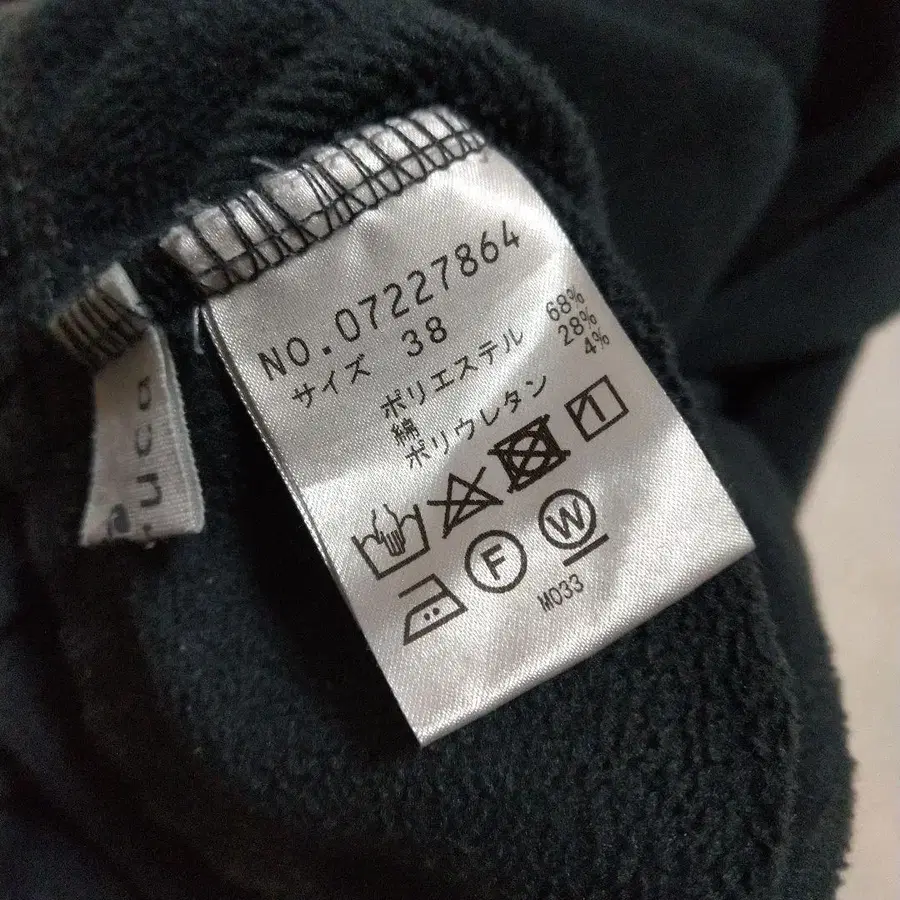 NO.07227864
サイズ 38
ポリエステル 68%
綿 28%
ポリウレタン 4%
F W
M033